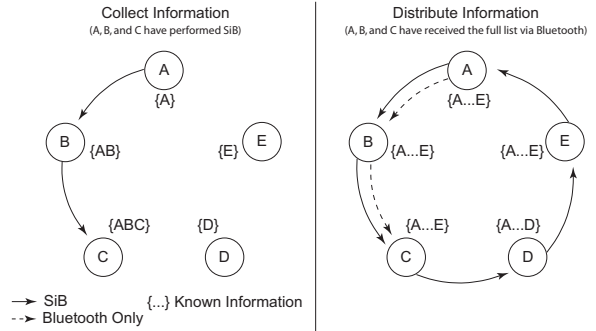 Collect Information
(A, B, and C have performed SiB)
A
{A}
B
{AB}
E
{E}
{ABC}
C
{D}
D
SiB
{...} Known Information
Bluetooth Only
Distribute Information
(A, B, and C have received the full list via Bluetooth)
A
{A...E}
B
{A...E}
{A...E}
E
{A...E}
C
{A...D}
D